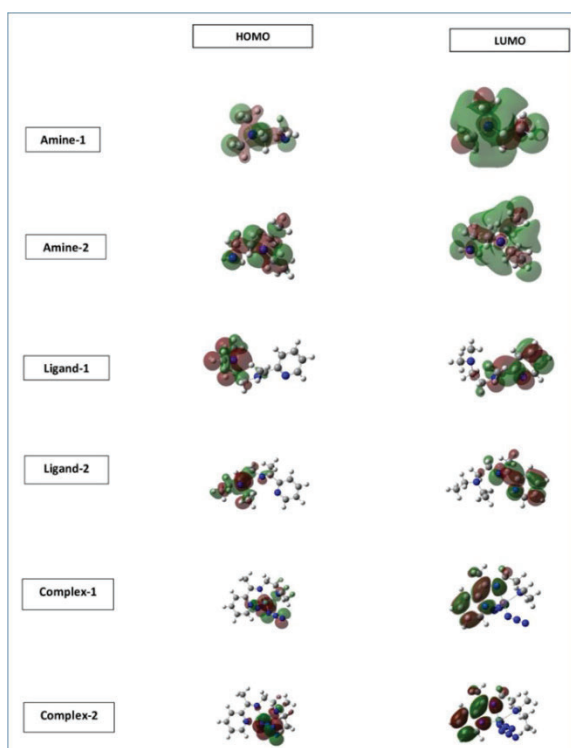 HOMO
LUMO
Amine-1
Amine-2
Ligand-1
Ligand-2
Complex-1
Complex-2